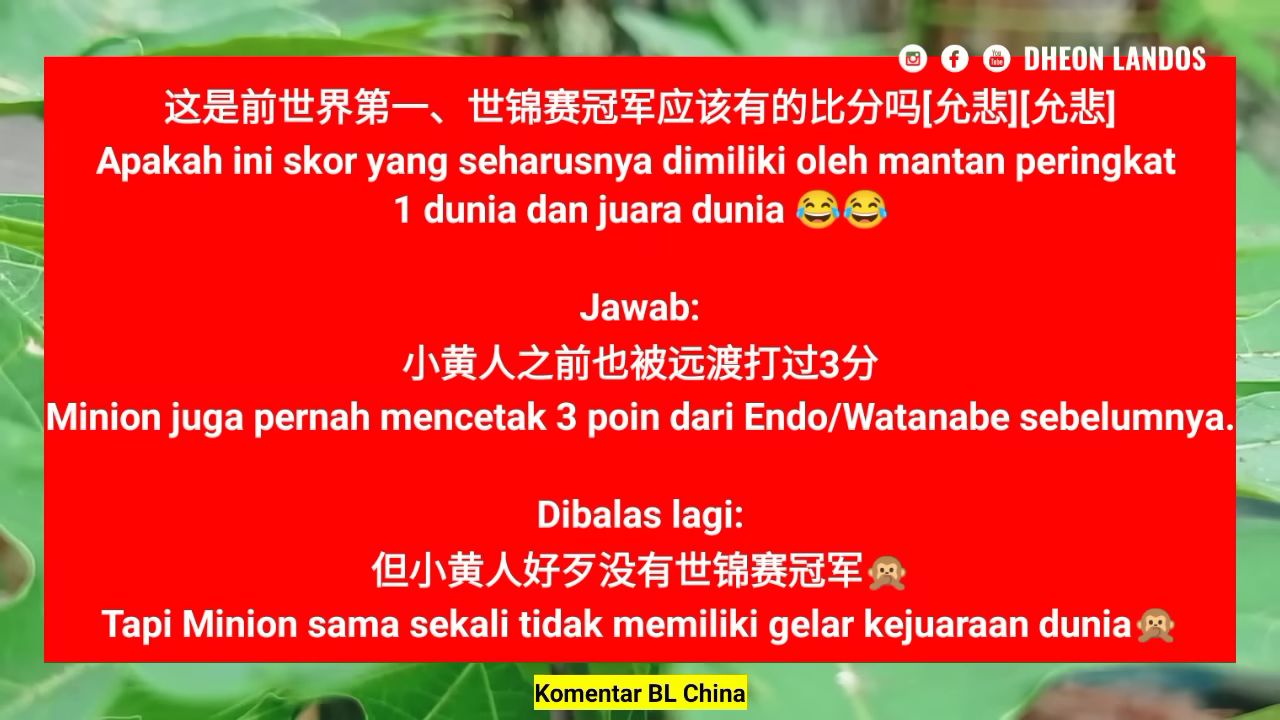 DHEON LANDOS
这是前世界第一、世锦赛冠军应该有的比分吗[允悲][允悲]
Apakah ini skor yang seharusnya dimiliki oleh mantan peringkat
1 dunia dan juara dunia 😂😂
Jawab:
小黄人之前也被远渡打过3分
Minion juga pernah mencetak 3 poin dari Endo/Watanabe sebelumnya.
Dibalas lagi:
但小黄人好歹没有世锦赛冠军🙊
Tapi Minion sama sekali tidak memiliki gelar kejuaraan dunia🙊
Komentar BL China